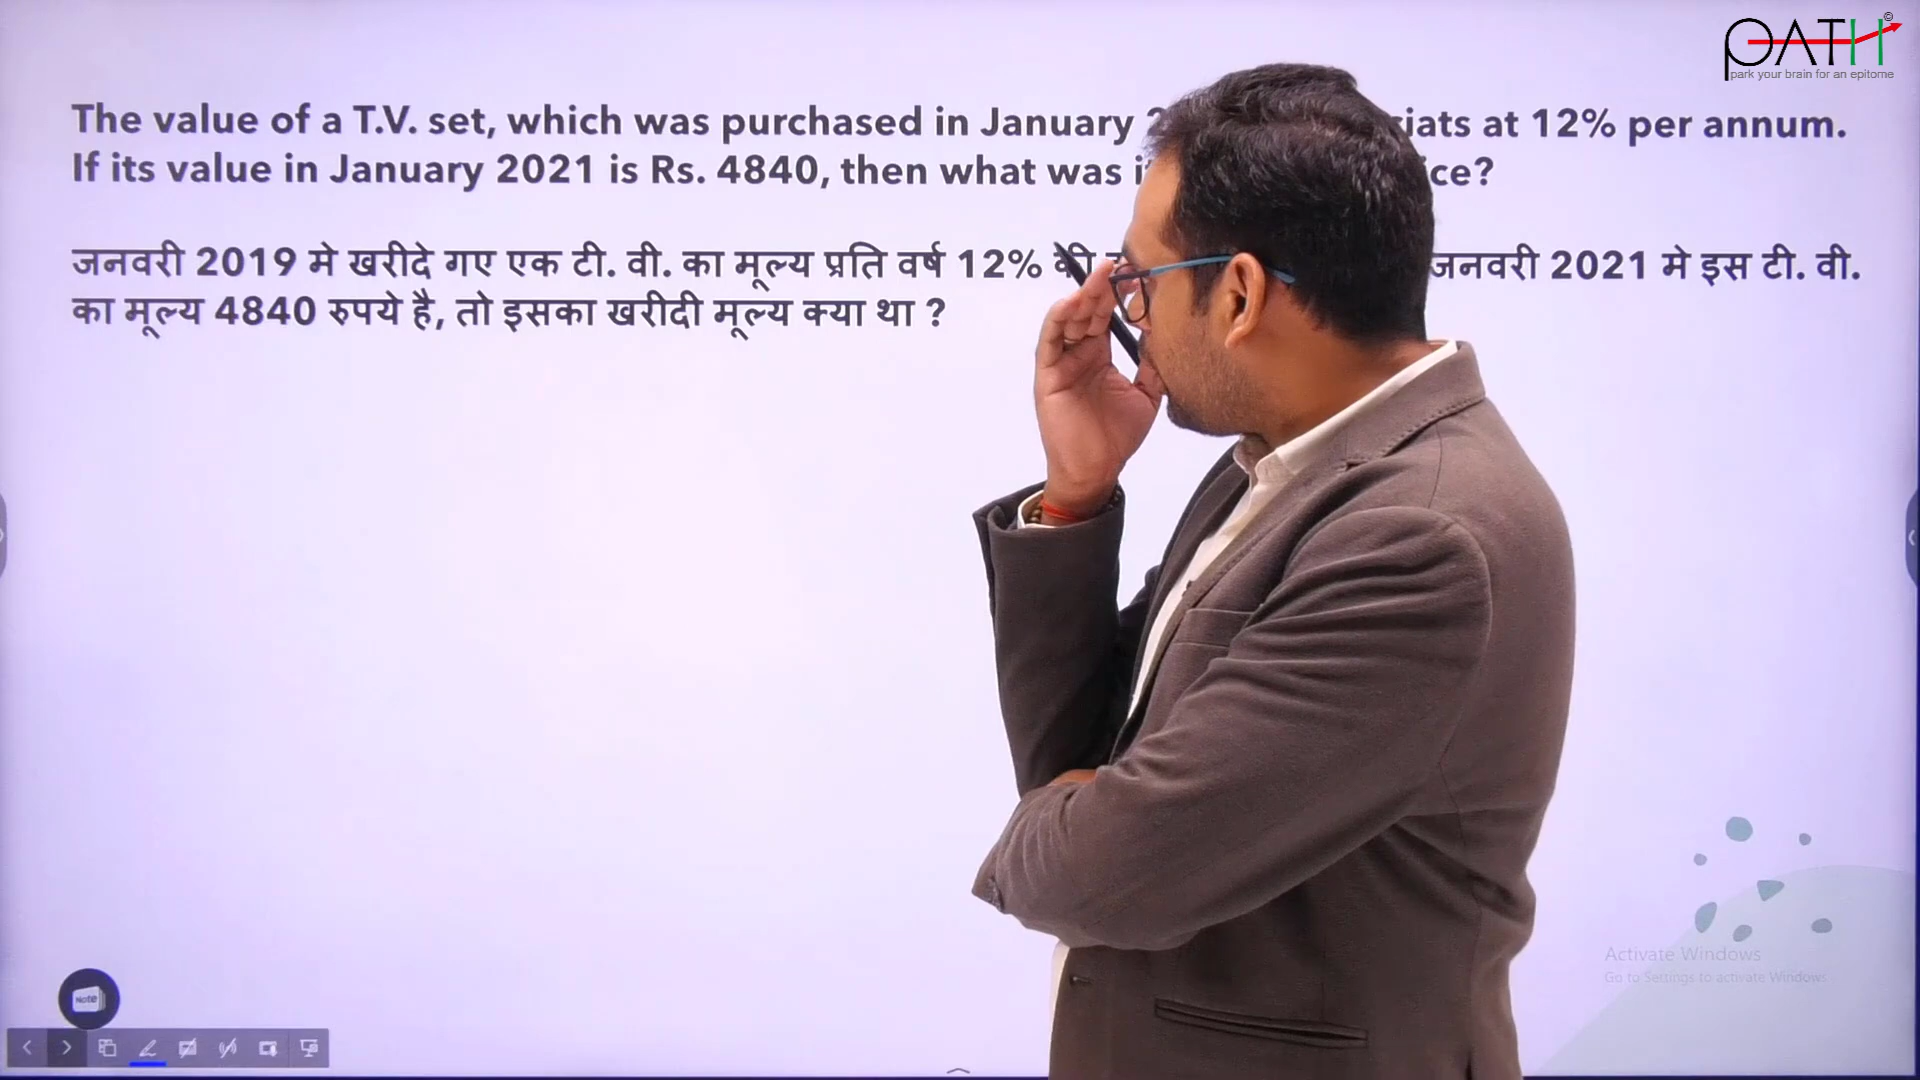 PATH
park your brain for an epitome
The value of a T.V. set, which was purchased in January at 12% per annum.
If its value in January 2021 is Rs. 4840, then what was
जनवरी 2019 मे खरीदे गए एक टी. वी. का मूल्य प्रति वर्ष 12% की जनवरी 2021 मे इस टी. वी.
का मूल्य 4840 रुपये है, तो इसका खरीदी मूल्य क्या था ?
Activate Windows
Go to Settings to activate Windows
Note